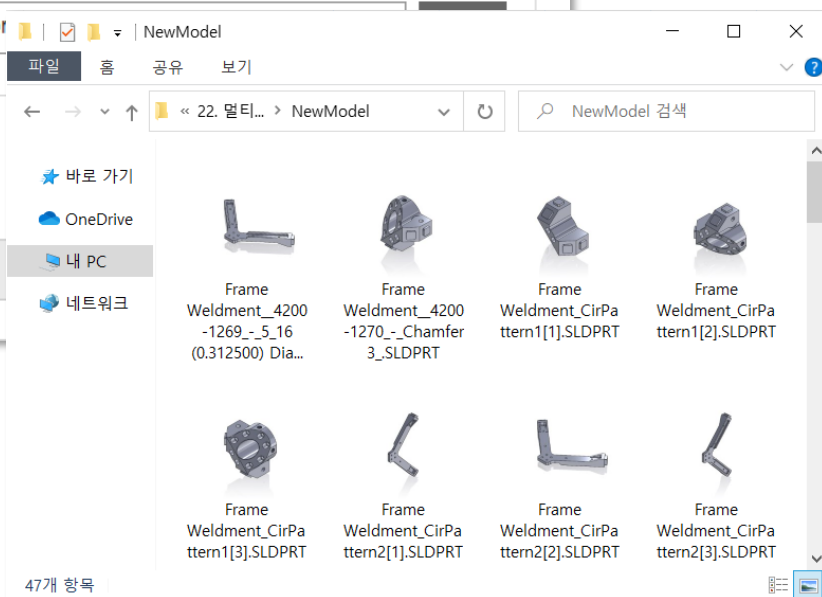 NewModel
파일
홈
공유
보기
« 22. 멀티... > NewModel
NewModel 검색
바로 가기
OneDrive
내 PC
네트워크
Frame
Weldment__4200
-1269_-_5_16
(0.312500) Dia...
Frame
Weldment__4200
-1270_-_Chamfer
3_.SLDPRT
Frame
Weldment_CirPa
ttern1[1].SLDPRT
Frame
Weldment_CirPa
ttern1[2].SLDPRT
Frame
Weldment_CirPa
ttern1[3].SLDPRT
Frame
Weldment_CirPa
ttern2[1].SLDPRT
Frame
Weldment_CirPa
ttern2[2].SLDPRT
Frame
Weldment_CirPa
ttern2[3].SLDPRT
47개 항목